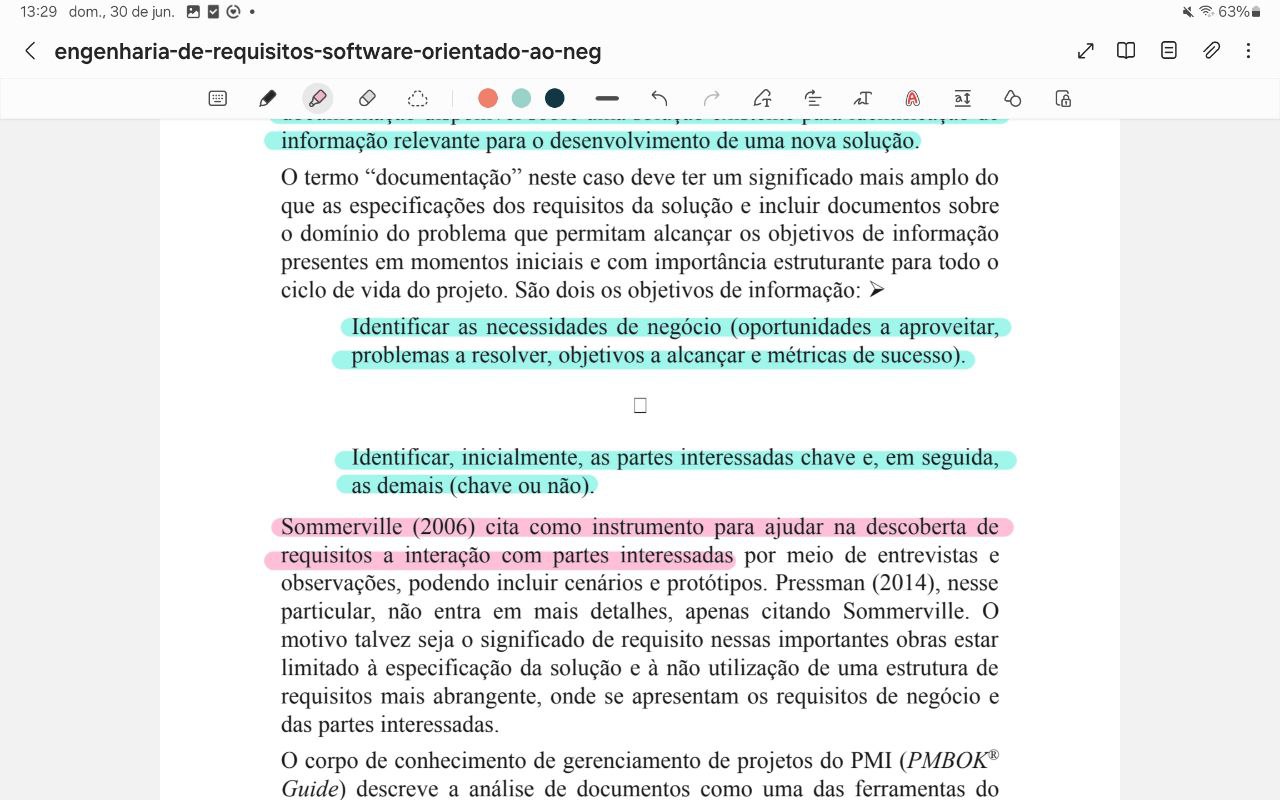 13:29 dom., 30 de jun.
63%
engenharia-de-requisitos-software-orientado-ao-neg
informação relevante para o desenvolvimento de uma nova solução.
O termo “documentação” neste caso deve ter um significado mais amplo do
que as especificações dos requisitos da solução e incluir documentos sobre
o domínio do problema que permitam alcançar os objetivos de informação
presentes em momentos iniciais e com importância estruturante para todo o
ciclo de vida do projeto. São dois os objetivos de informação: ➢
Identificar as necessidades de negócio (oportunidades a aproveitar,
problemas a resolver, objetivos a alcançar e métricas de sucesso).
Identificar, inicialmente, as partes interessadas chave e, em seguida,
as demais (chave ou não).
Sommerville (2006) cita como instrumento para ajudar na descoberta de
requisitos a interação com partes interessadas por meio de entrevistas e
observações, podendo incluir cenários e protótipos. Pressman (2014), nesse
particular, não entra em mais detalhes, apenas citando Sommerville. O
motivo talvez seja o significado de requisito nessas importantes obras estar
limitado à especificação da solução e à não utilização de uma estrutura de
requisitos mais abrangente, onde se apresentam os requisitos de negócio e
das partes interessadas.
O corpo de conhecimento de gerenciamento de projetos do PMI (PMBOK®
Guide) descreve a análise de documentos como uma das ferramentas do